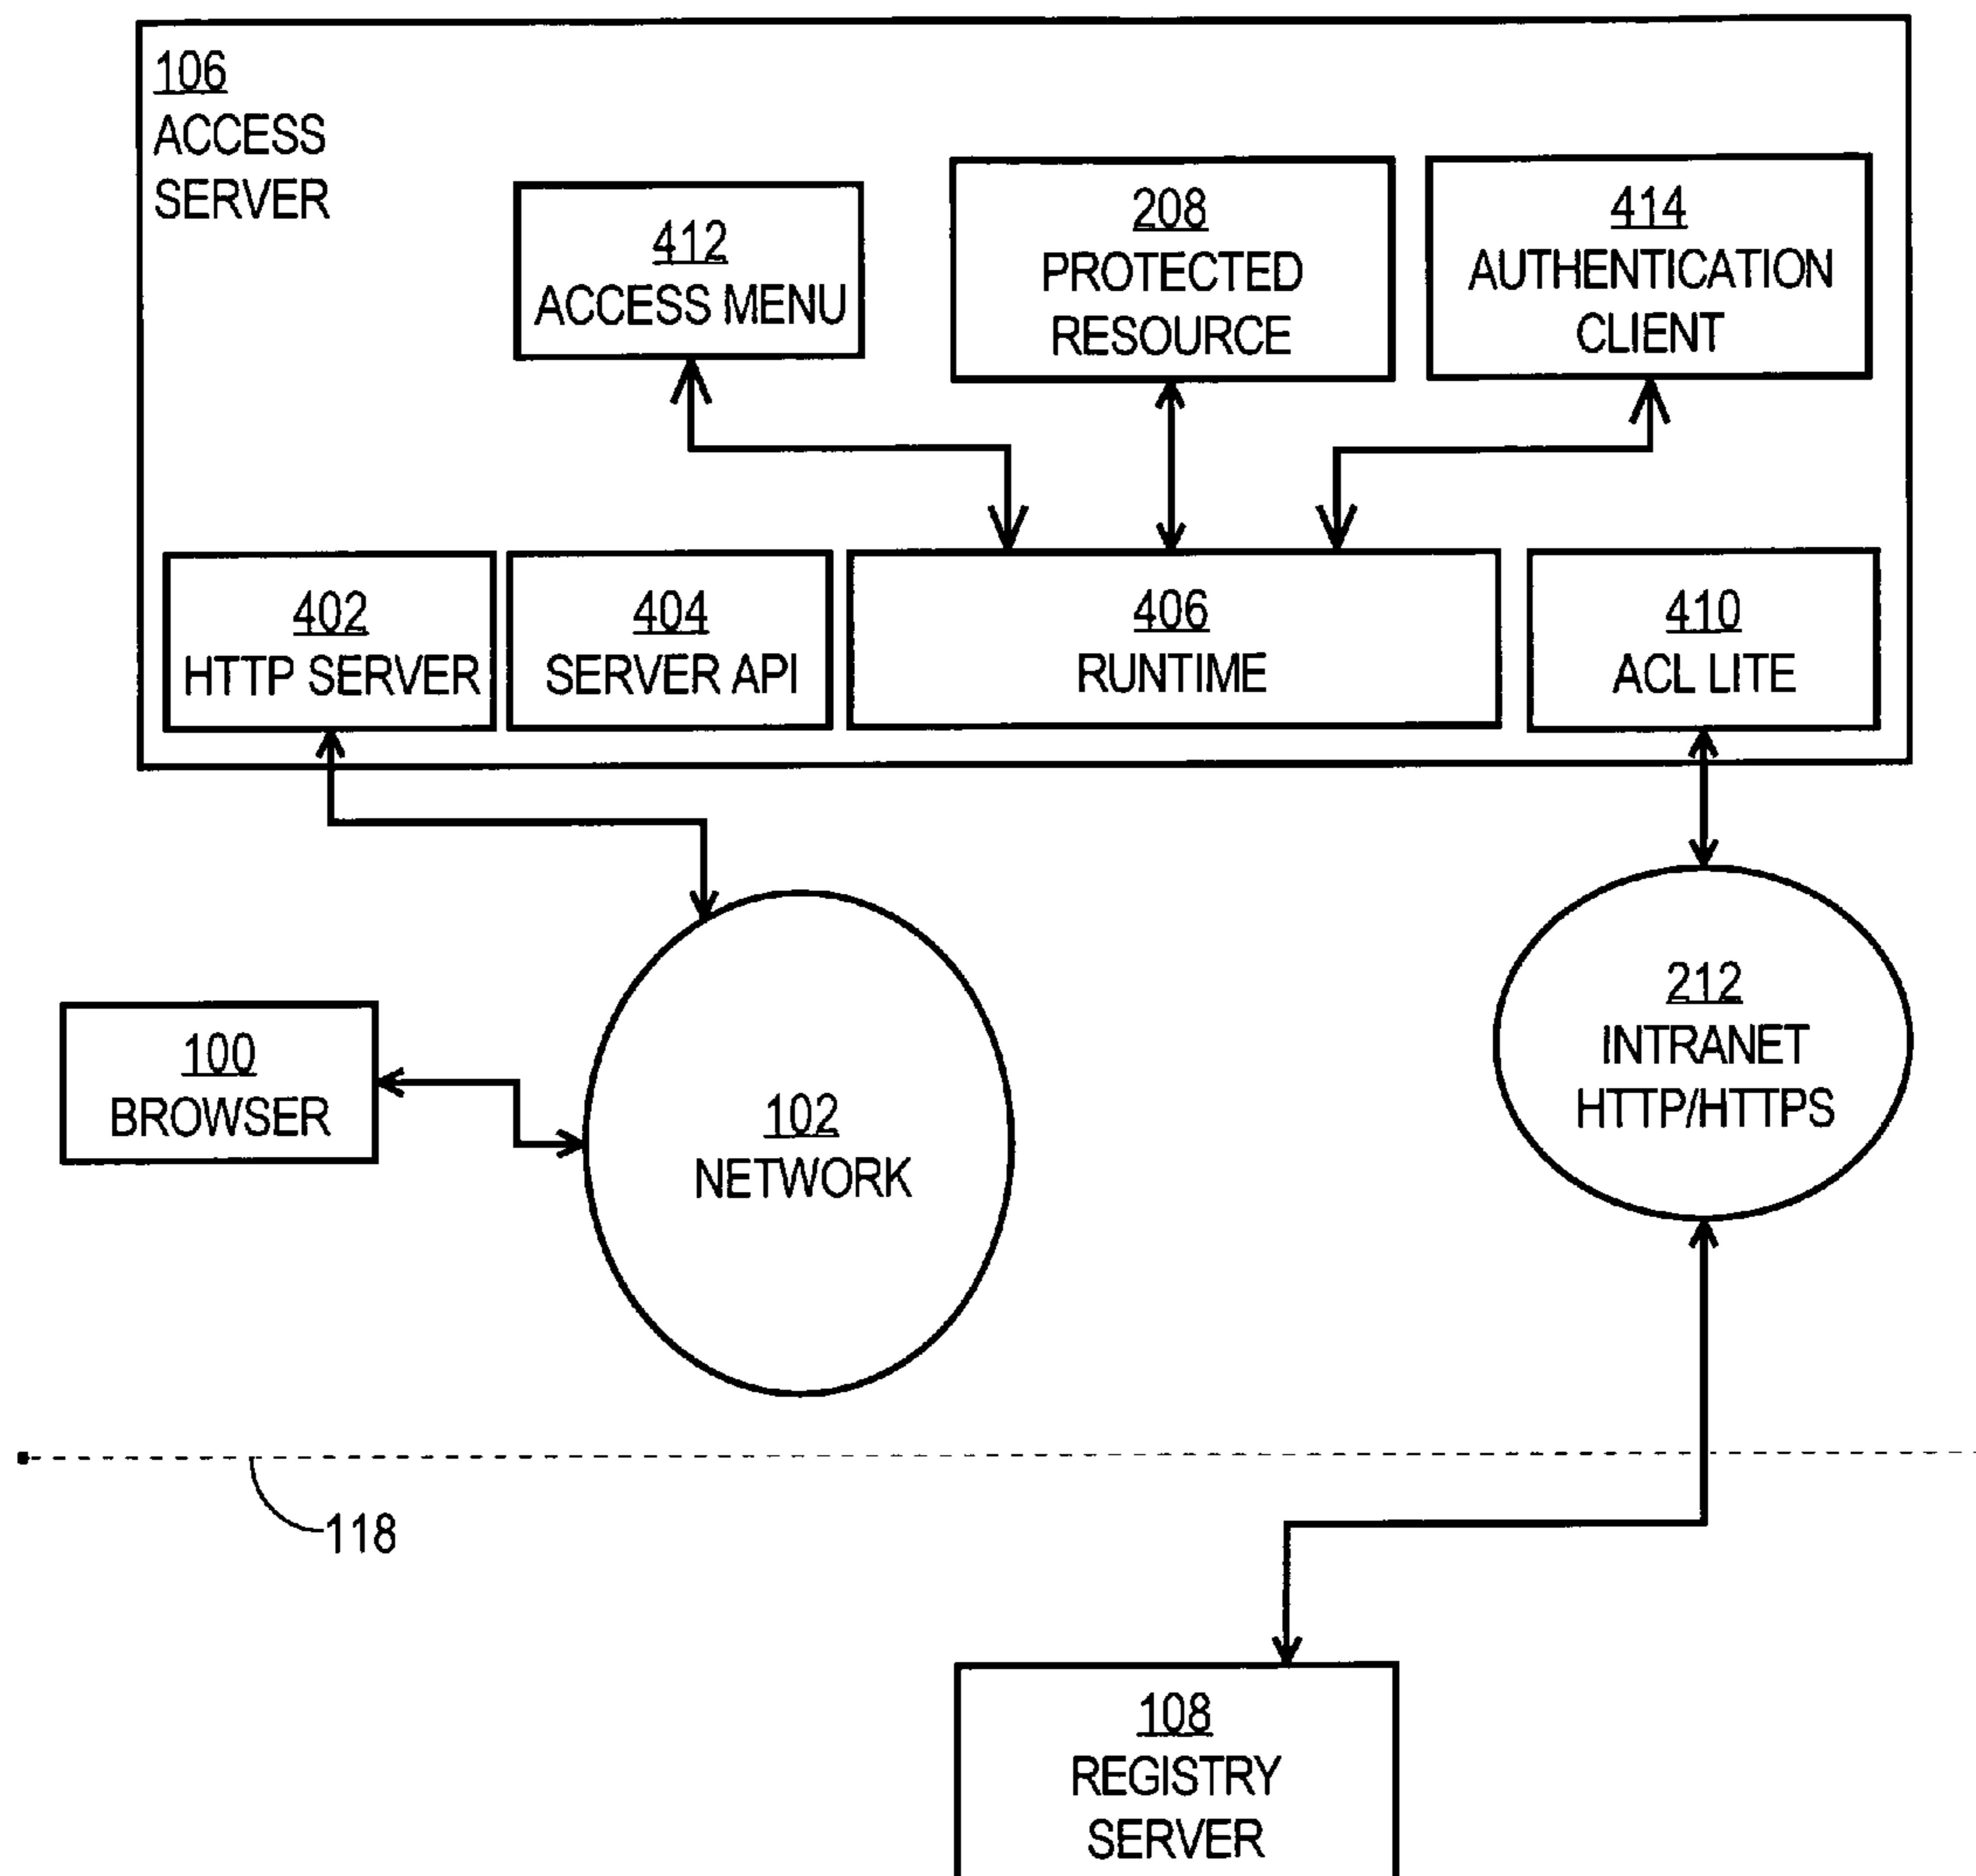 106
ACCESS
SERVER
412
ACCESS MENU
208
PROTECTED
RESOURCE
414
AUTHENTICATION
CLIENT
402
HTTP SERVER
404
SERVER API
406
RUNTIME
410
ACL LITE
100
BROWSER
102
NETWORK
212
INTRANET
HTTP/HTTPS
118
108
REGISTRY
SERVER